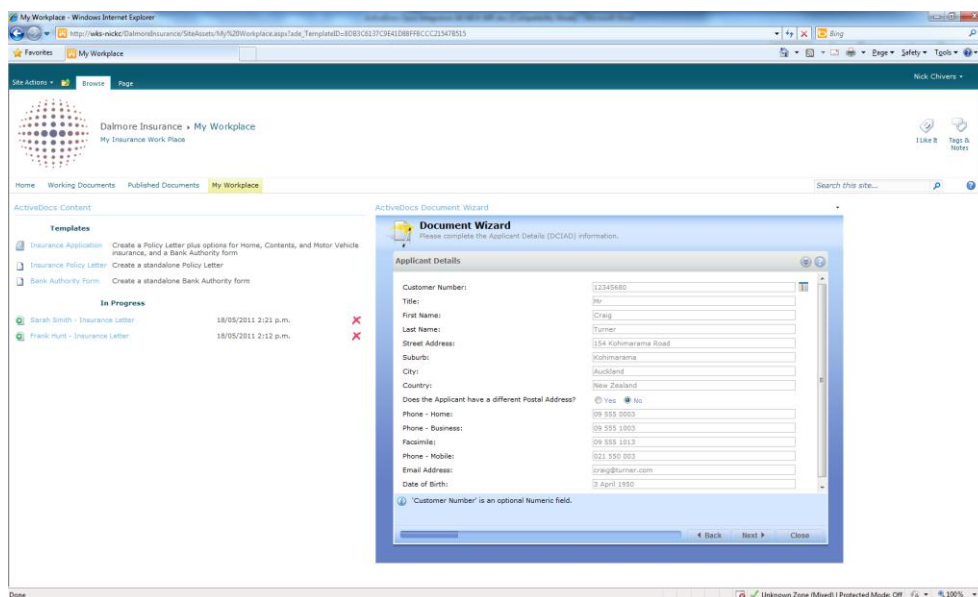 My Workplace - Windows Internet Explorer
Bing
Favorites My Workplace
Page Safety Tools
Site Actions Browse Page Nick Chivers
Dalmore Insurance My Workplace
My Insurance Work Place
I Like It Tags & Notes
Home Working Documents Published Documents My Workplace Search this site...
ActiveDocs Content
Templates
Insurance Application Create a Policy Letter plus options for Home, Contents, and Motor Vehicle
insurance, and a Bank Authority form
Insurance Policy Letter Create a standalone Policy Letter
Bank Authority Form Create a standalone Bank Authority form
In Progress
Sarah Smith - Insurance Letter 18/05/2011 2:21 p.m.
Frank Hunt - Insurance Letter 18/05/2011 2:12 p.m.
ActiveDocs Document Wizard
Document Wizard
Please complete the Applicant Details (DCIAD) information.
Applicant Details
Customer Number: 12345680
Title: Mr
First Name: Craig
Last Name: Turner
Street Address: 154 Kohimarama Road
Suburb: Kohimarama
City: Auckland
Country: New Zealand
Does the Applicant have a different Postal Address? Yes No
Phone - Home: 09 555 0003
Phone - Business: 09 555 1003
Facsimile: 09 555 1013
Phone - Mobile: 021 550 003
Email Address: craig@turner.com
Date of Birth: 3 April 1950
'Customer Number' is an optional Numeric field.
Back Next Close
Done Unknown Zone (Mixed) | Protected Mode: Off 100%